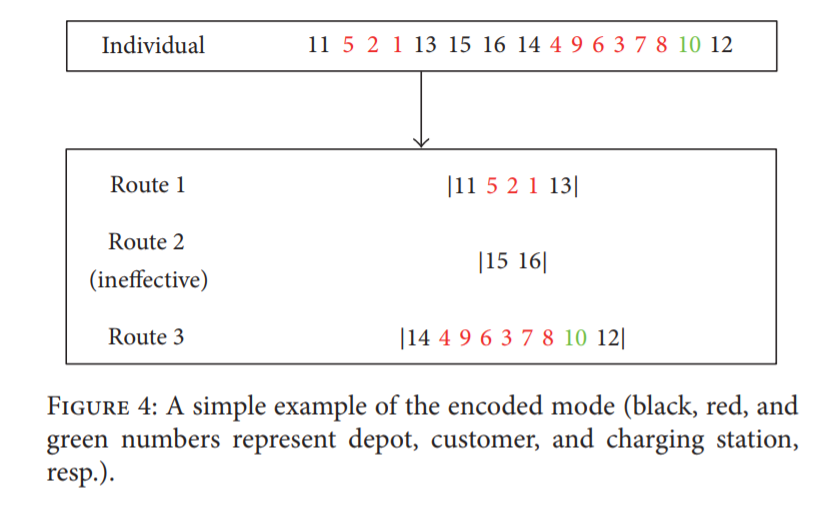 Individual 11 5 2 1 13 15 16 14 4 9 6 3 7 8 10 12
Route 1 |11 5 2 1 13|
Route 2
(ineffective) |15 16|
Route 3 |14 4 9 6 3 7 8 10 12|
FIGURE 4: A simple example of the encoded mode (black, red, and
green numbers represent depot, customer, and charging station,
resp.).